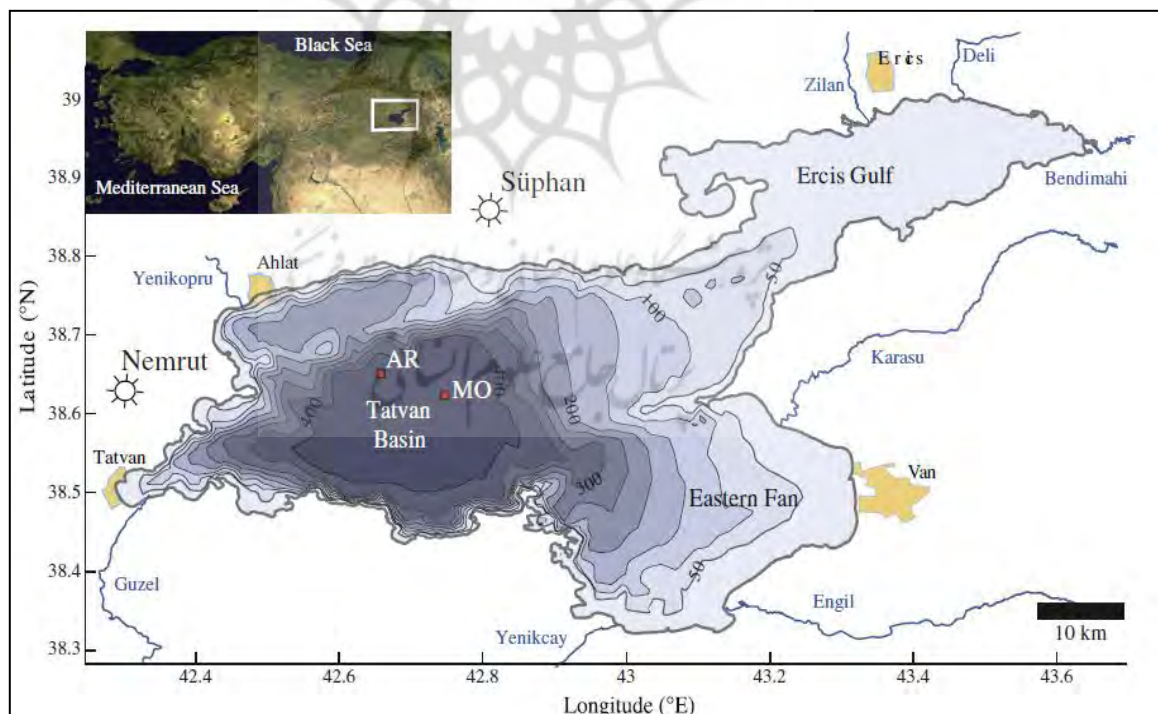 Black Sea
Mediterranean Sea
Ercis
Deli
Zilan
Ercis Gulf
Bendimahi
Süphan
Yenikopru
Ahlat
Nemrut
Karasu
AR
MO
Tatvan
Basin
Tatvan
Van
Eastern Fan
Guzel
Yenikcay
Engil
10 km
50
100
200
300
400
50
39
38.9
38.8
38.7
38.6
38.5
38.4
38.3
Latitude (°N)
42.4
42.6
42.8
43
43.2
43.4
43.6
Longitude (°E)